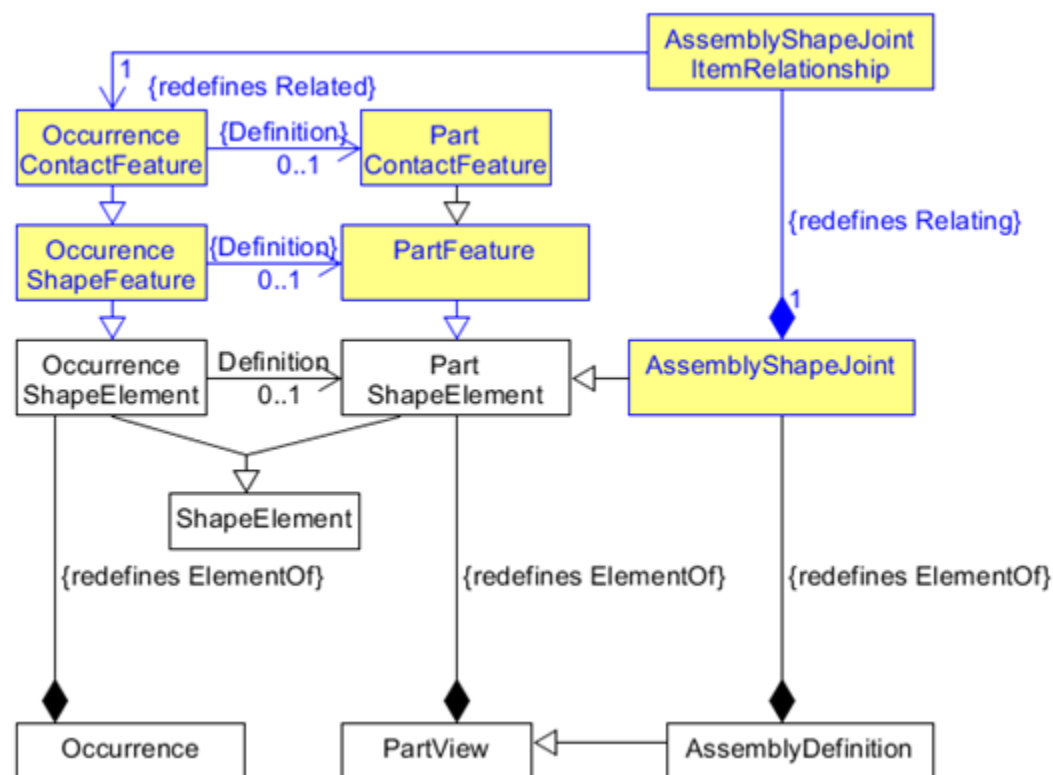 AssemblyShapeJoint
ItemRelationship
1
{redefines Related}
Occurrence
ContactFeature
{Definition}
0..1
Part
ContactFeature
{redefines Relating}
Occurence
ShapeFeature
{Definition}
0..1
PartFeature
1
Occurrence
ShapeElement
Definition
0..1
Part
ShapeElement
AssemblyShapeJoint
ShapeElement
{redefines ElementOf}
{redefines ElementOf}
{redefines ElementOf}
Occurrence
PartView
AssemblyDefinition